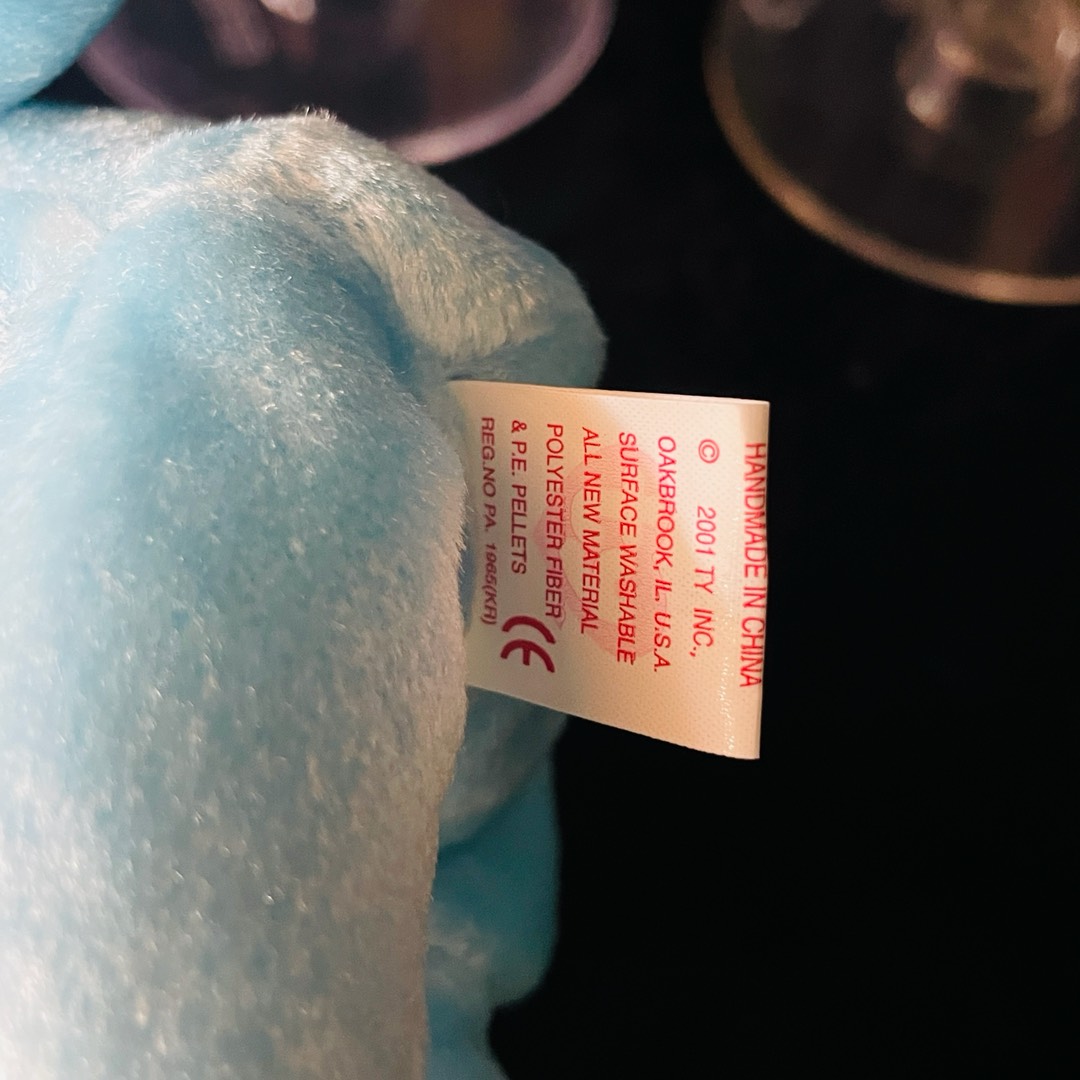 HANDMADE IN CHINA
© 2001 TY INC.,
OAKBROOK, IL. U.S.A.
SURFACE WASHABLE
ALL NEW MATERIAL
POLYESTER FIBER
& P.E. PELLETS CE
REG.NO PA. 1965(KR)